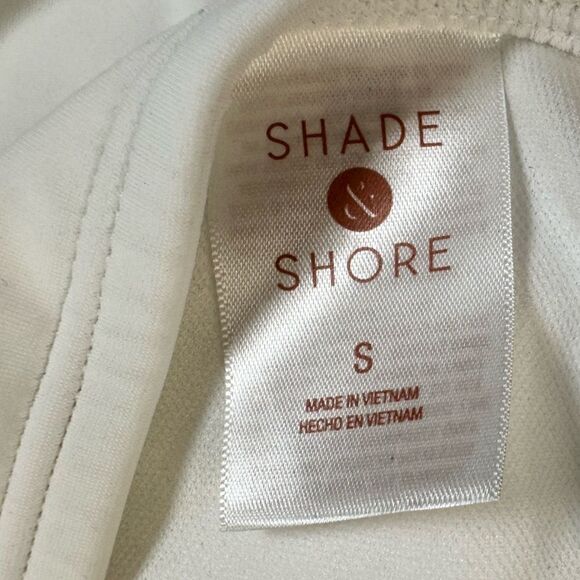 SHADE
&
SHORE
S
MADE IN VIETNAM
HECHO EN VIETNAM